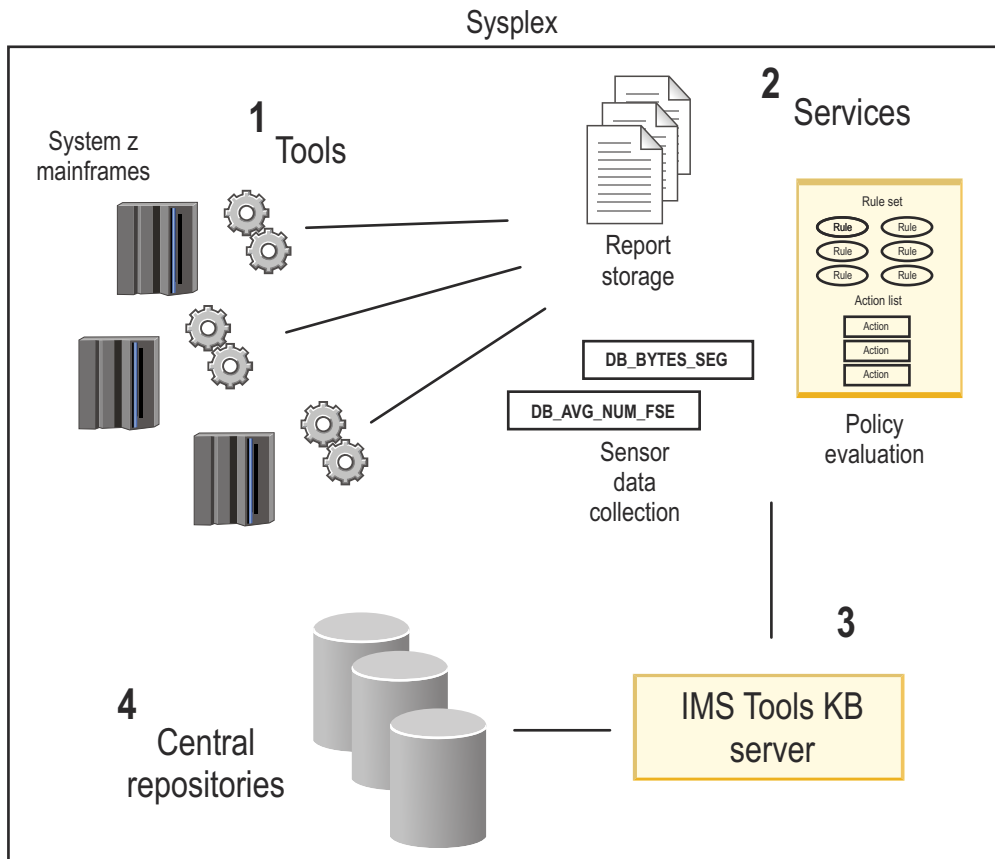 Sysplex
1
Tools
System z
mainframes
2
Services
Report
storage
Rule set
Rule Rule
Rule Rule
Rule Rule
Action list
Action
Action
Action
Policy
evaluation
DB_BYTES_SEG
DB_AVG_NUM_FSE
Sensor
data
collection
3
IMS Tools KB
server
4
Central
repositories